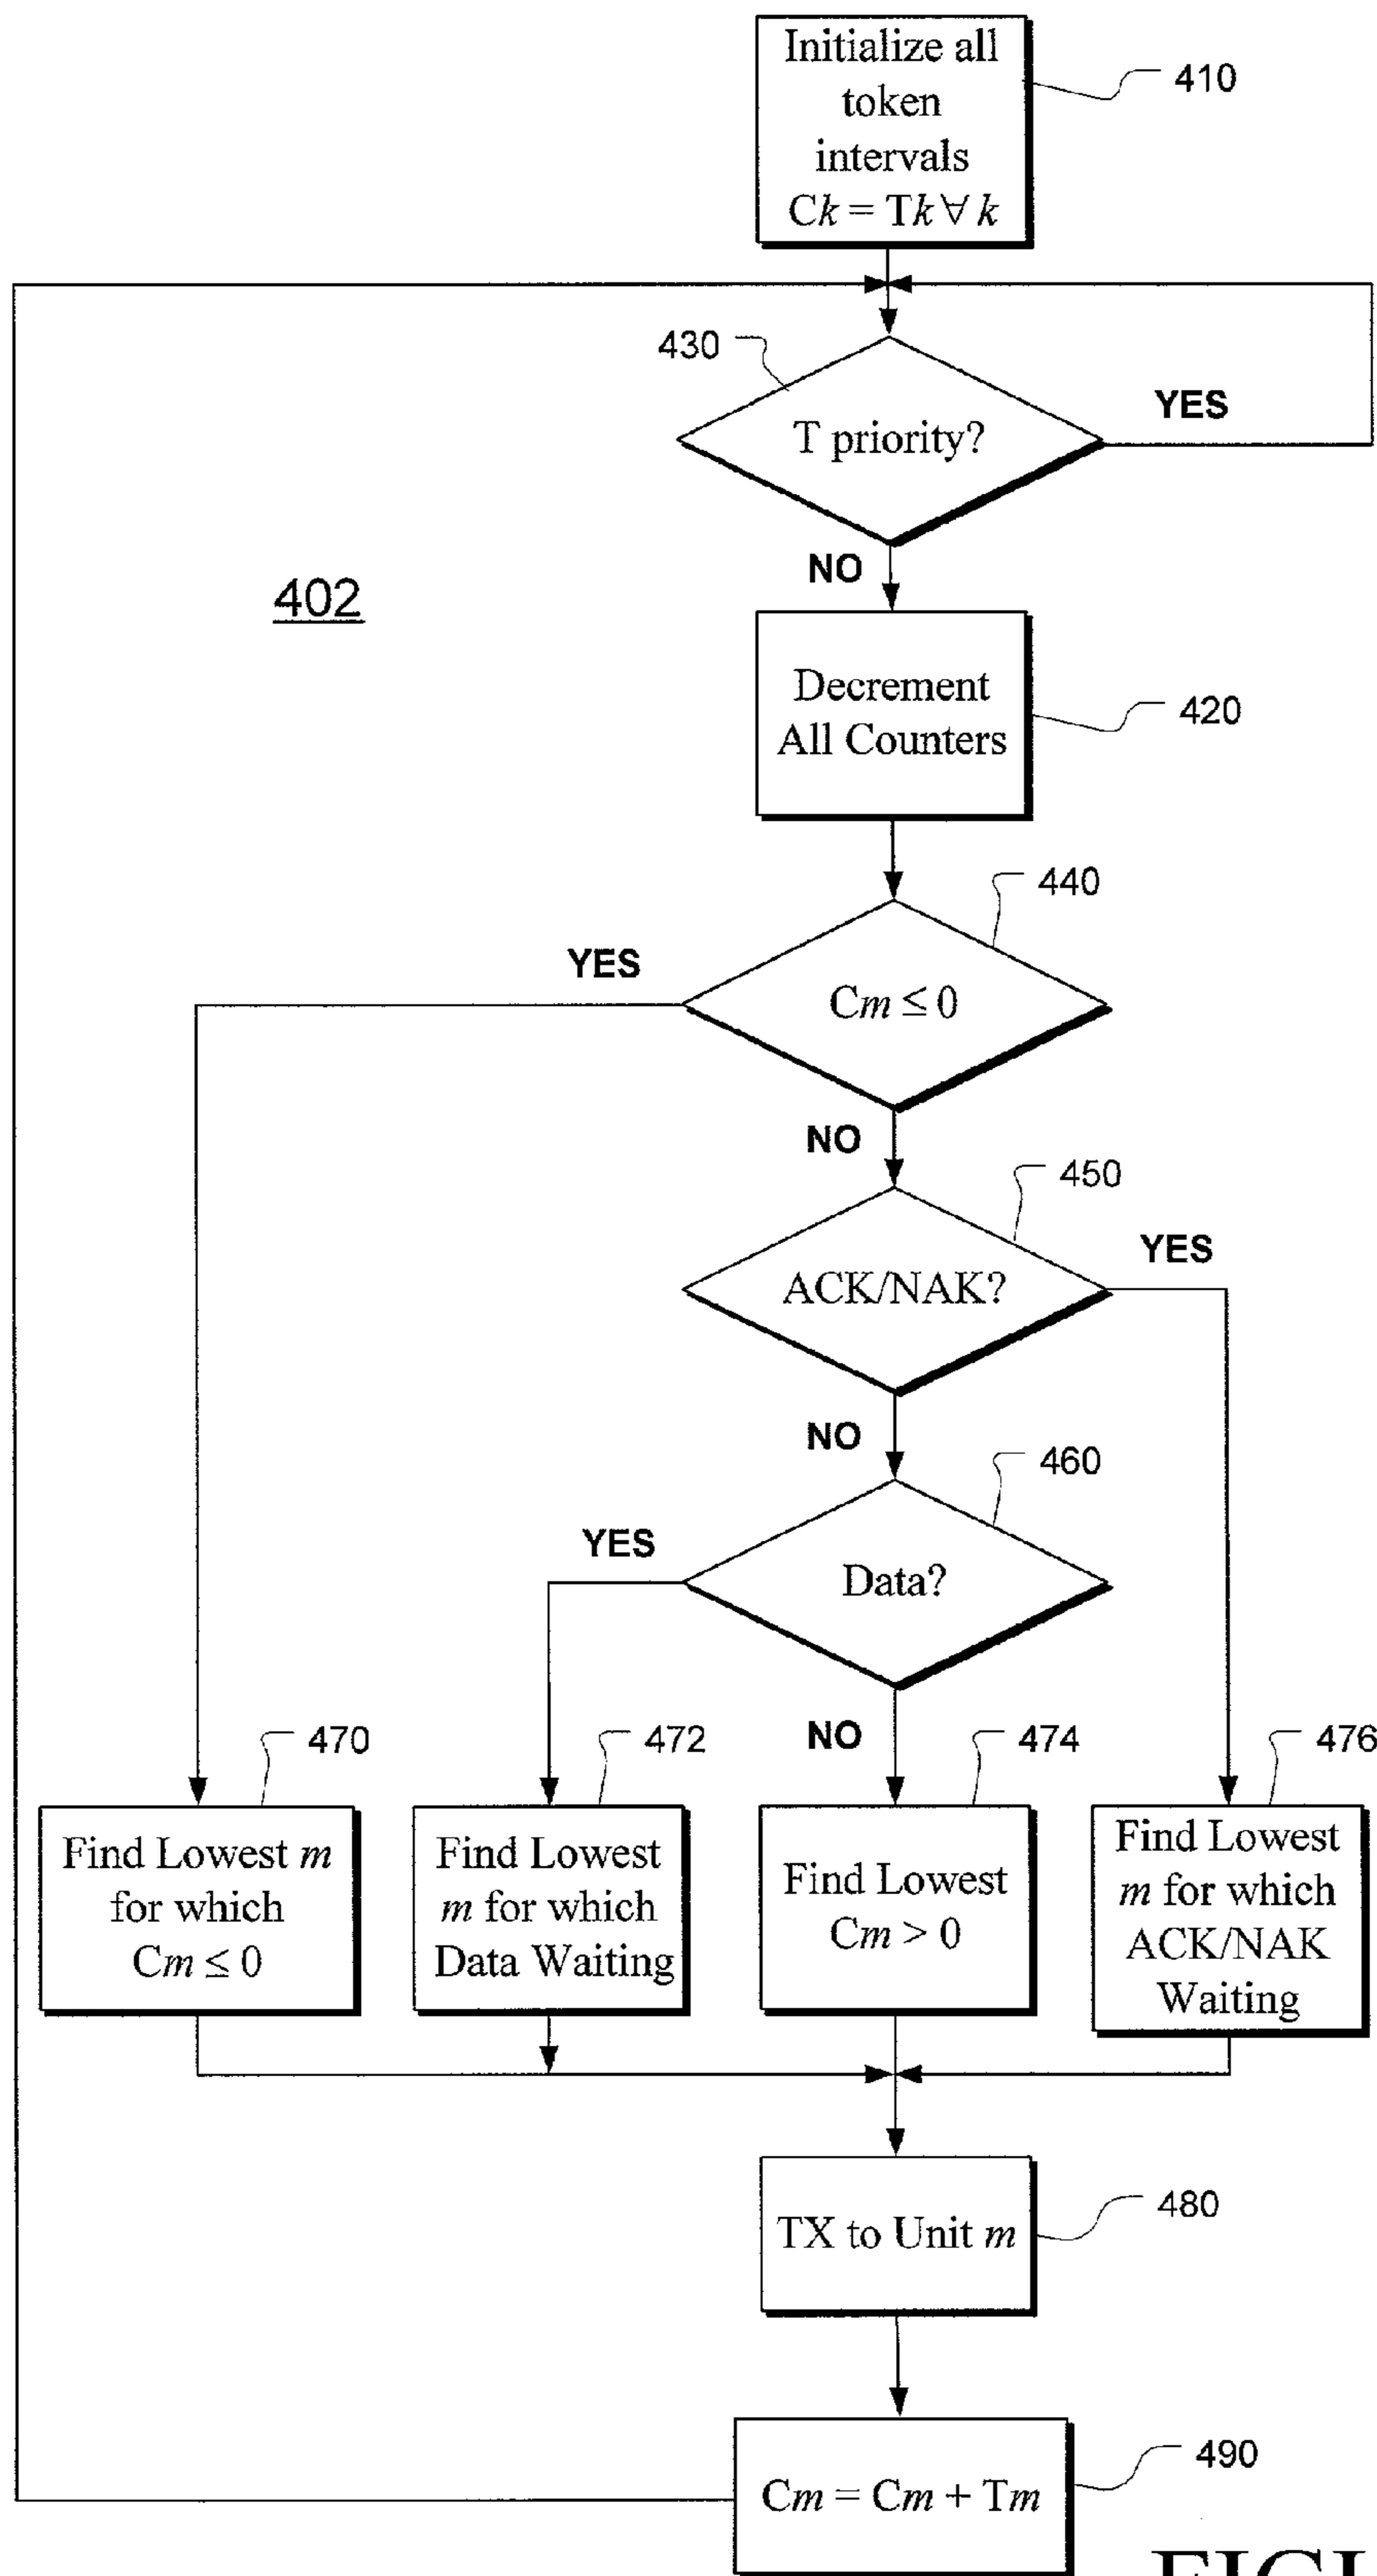 Initialize all
token
intervals
Ck = Tk ∀ k
410
430
T priority?
YES
NO
402
Decrement
All Counters
420
440
YES
Cm ≤ 0
NO
450
YES
ACK/NAK?
NO
460
YES
Data?
NO
470
472
474
476
Find Lowest m
for which
Cm ≤ 0
Find Lowest
m for which
Data Waiting
Find Lowest
Cm > 0
Find Lowest
m for which
ACK/NAK
Waiting
TX to Unit m
480
Cm = Cm + Tm
490